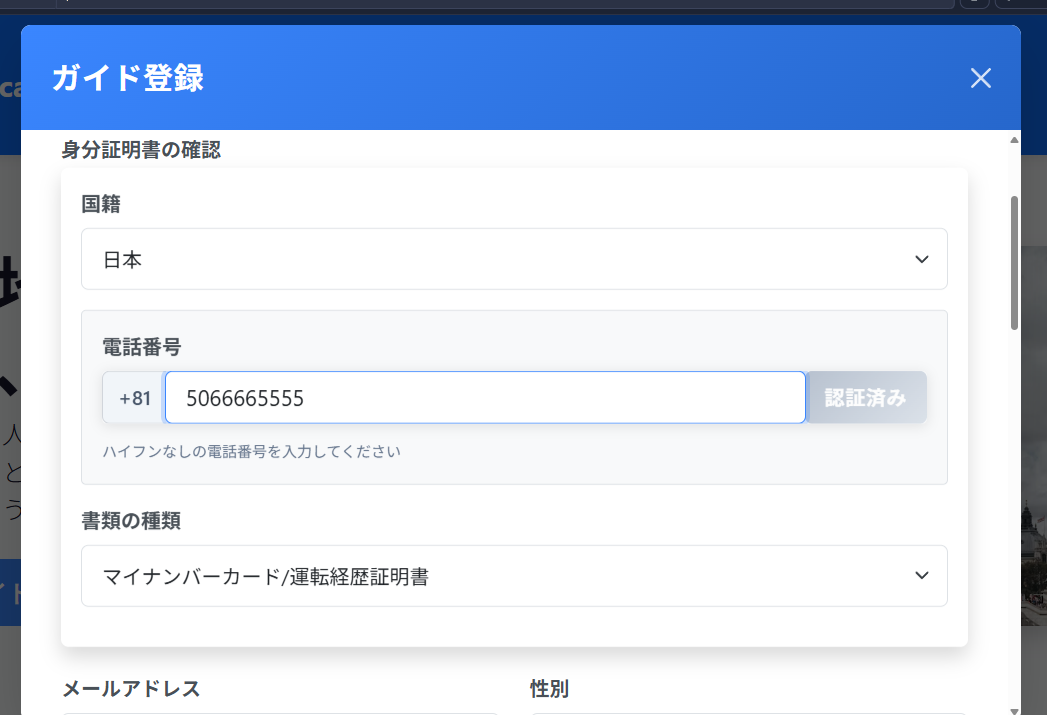 ガイド登録
身分証明書の確認
国籍
日本
電話番号
+81 5066665555 認証済み
ハイフンなしの電話番号を入力してください
書類の種類
マイナンバーカード/運転経歴証明書
メールアドレス 性別